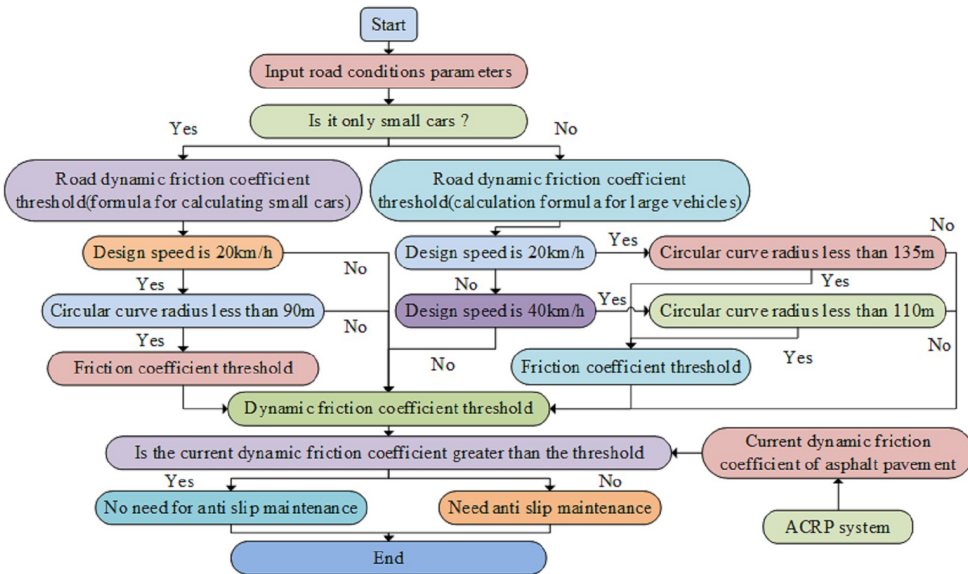 Start
Input road conditions parameters
Is it only small cars ?
Yes
No
Road dynamic friction coefficient
threshold(formula for calculating small cars)
Road dynamic friction coefficient
threshold(calculation formula for large vehicles)
No
Design speed is 20km/h
No
Design speed is 20km/h
Yes
Circular curve radius less than 135m
Yes
No
Yes
Circular curve radius less than 90m
No
Design speed is 40km/h
Yes
Circular curve radius less than 110m
Yes
No
Yes
No
Friction coefficient threshold
Friction coefficient threshold
Dynamic friction coefficient threshold
Is the current dynamic friction coefficient greater than the threshold
Current dynamic friction
coefficient of asphalt pavement
Yes
No
No need for anti slip maintenance
Need anti slip maintenance
ACRP system
End